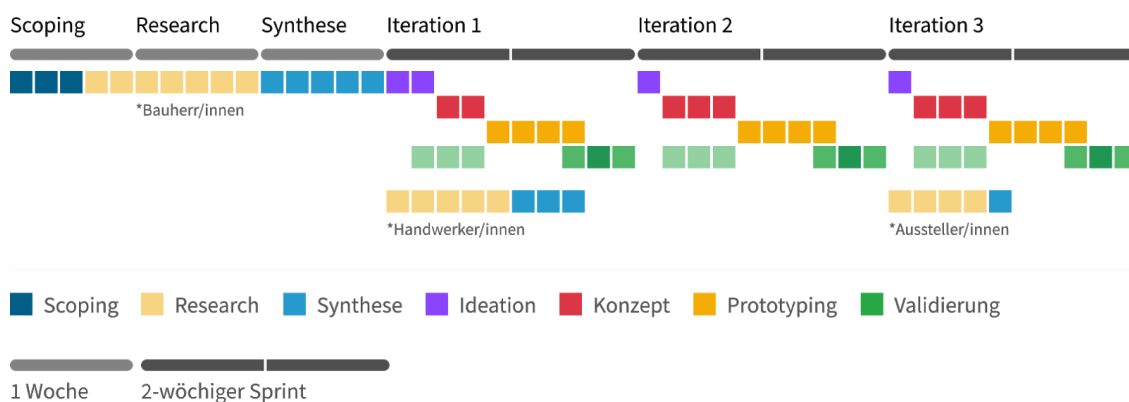 Scoping Research Synthese Iteration 1 Iteration 2 Iteration 3
*Bauherr/innen
*Handwerker/innen *Aussteller/innen
Scoping Research Synthese Ideation Konzept Prototyping Validierung
1 Woche 2-wöchiger Sprint